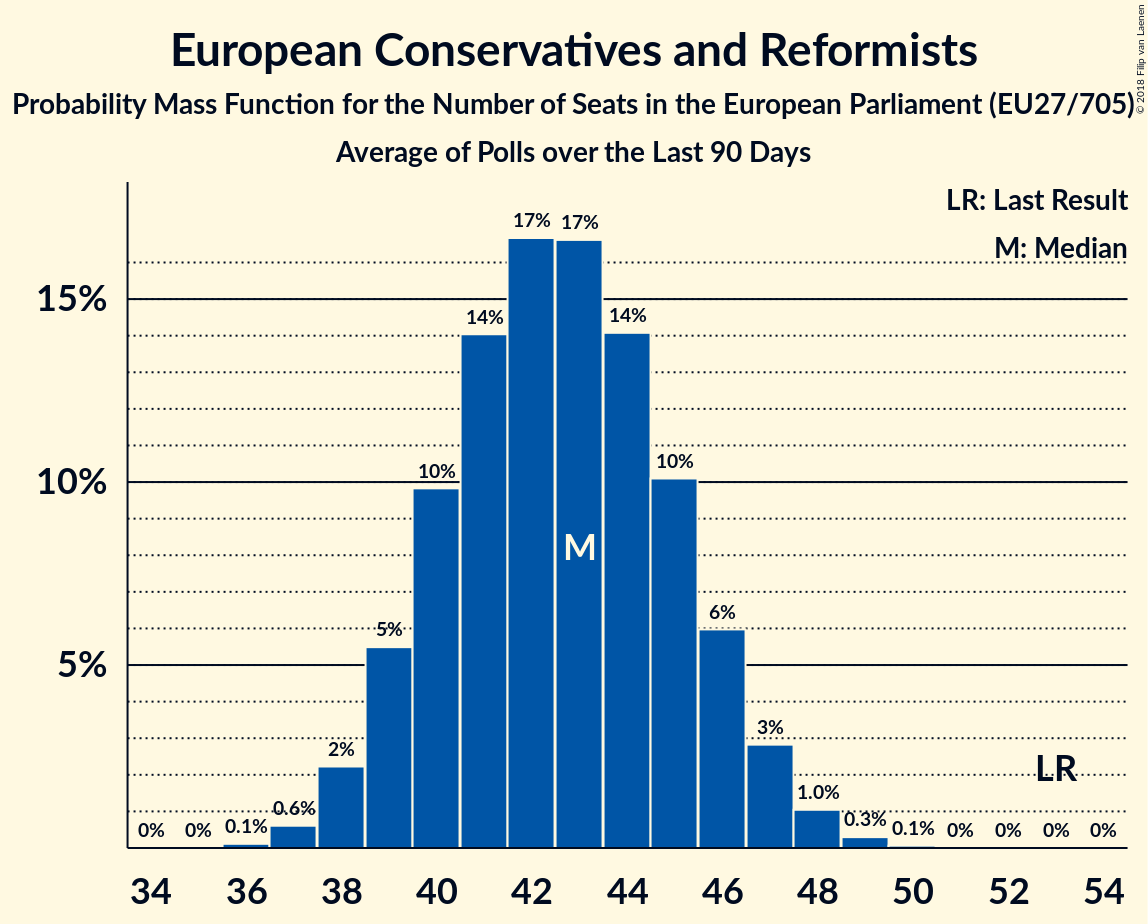 European Conservatives and Reformists
Probability Mass Function for the Number of Seats in the European Parliament (EU27/705)
Average of Polls over the Last 90 Days
© 2018 Filip van Laenen
LR: Last Result
M: Median
17% 17%
15%
14% 14%
10% 10%
10%
M
6%
5%
5%
3%
2%
LR
1.0%
0% 0% 0.1% 0.6% 0.3% 0.1% 0% 0% 0% 0%
34 36 38 40 42 44 46 48 50 52 54